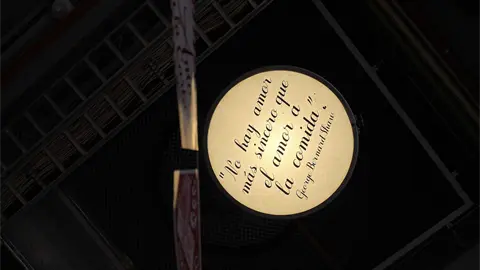 "No hay amor
más sincero que
el amor a
la comida".
George Bernard Shaw